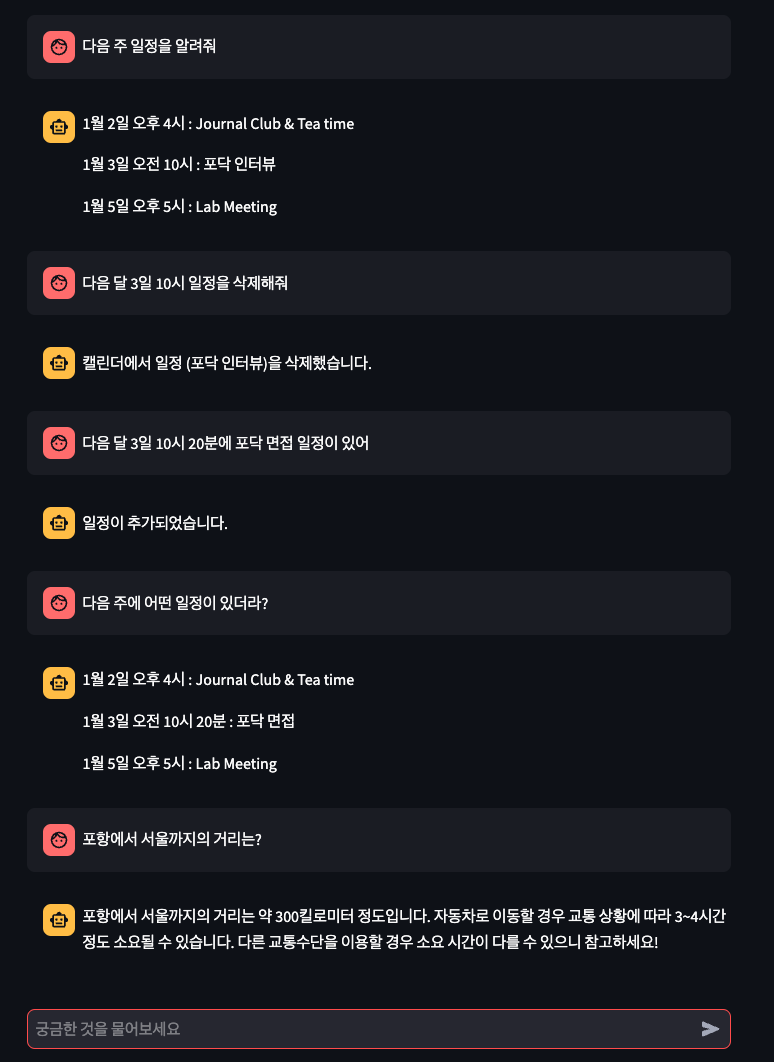 다음 주 일정을 알려줘
1월 2일 오후 4시 : Journal Club & Tea time
1월 3일 오전 10시 : 포닥 인터뷰
1월 5일 오후 5시 : Lab Meeting
다음 달 3일 10시 일정을 삭제해줘
캘린더에서 일정 (포닥 인터뷰)을 삭제했습니다.
다음 달 3일 10시 20분에 포닥 면접 일정이 있어
일정이 추가되었습니다.
다음 주에 어떤 일정이 있더라?
1월 2일 오후 4시 : Journal Club & Tea time
1월 3일 오전 10시 20분 : 포닥 면접
1월 5일 오후 5시 : Lab Meeting
포항에서 서울까지의 거리는?
포항에서 서울까지의 거리는 약 300킬로미터 정도입니다. 자동차로 이동할 경우 교통 상황에 따라 3~4시간
정도 소요될 수 있습니다. 다른 교통수단을 이용할 경우 소요 시간이 다를 수 있으니 참고하세요!
궁금한 것을 물어보세요